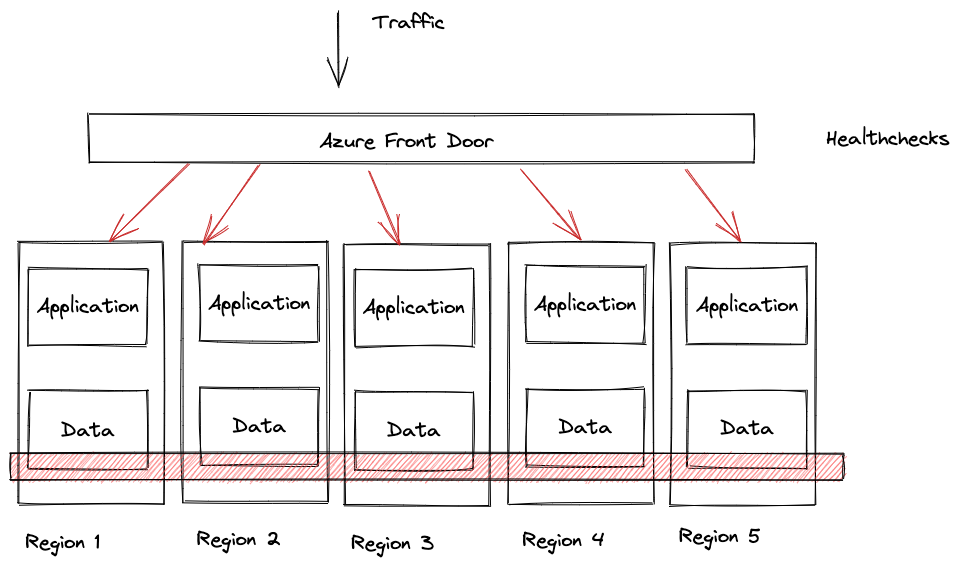 Traffic
Azure Front Door
Healthchecks
Application
Application
Application
Application
Application
Data
Data
Data
Data
Data
Region 1
Region 2
Region 3
Region 4
Region 5